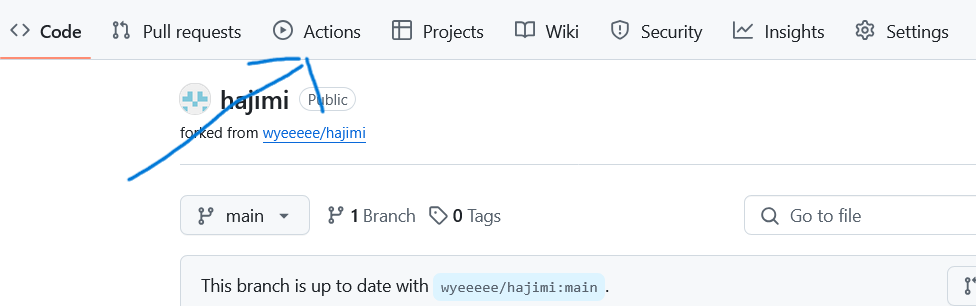 Code Pull requests Actions Projects Wiki Security Insights Settings
hajimi Public
forked from wyeeeee/hajimi
main 1 Branch 0 Tags Go to file
This branch is up to date with wyeeeee/hajimi:main .